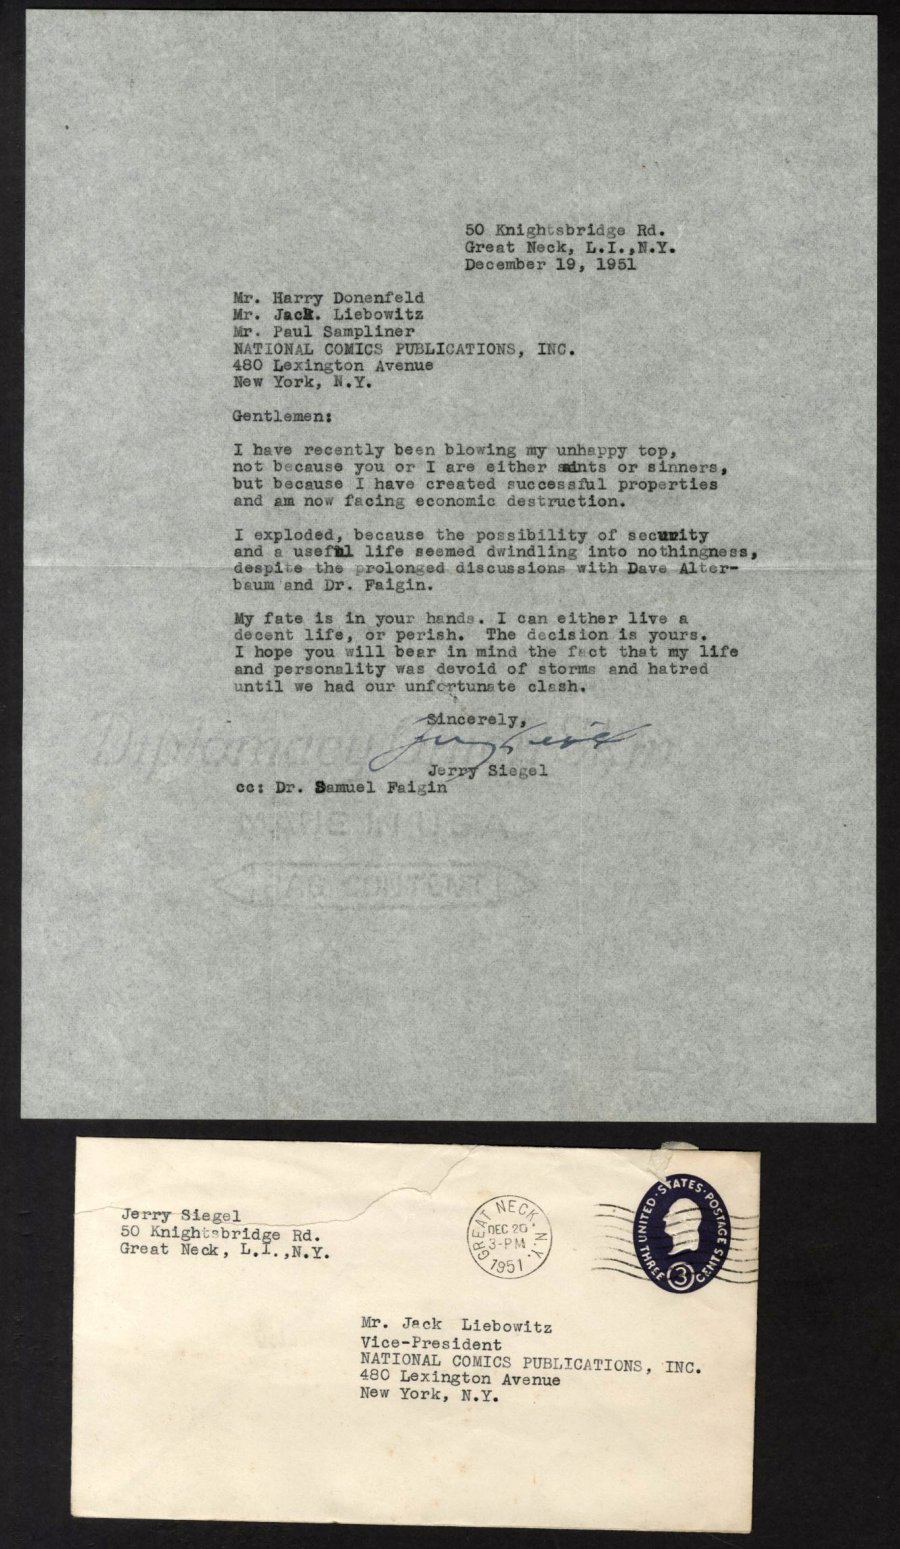 50 Knightsbridge Rd.
Great Neck, L.I.,N.Y.
December 19, 1951
Mr. Harry Donenfeld
Mr. Jack. Liebowitz
Mr. Paul Sampliner
NATIONAL COMICS PUBLICATIONS, INC.
480 Lexington Avenue
New York, N.Y.
Gentlemen:
I have recently been blowing my unhappy top,
not because you or I are either saints or sinners,
but because I have created successful properties
and am now facing economic destruction.
I exploded, because the possibility of security
and a useful life seemed dwindling into nothingness,
despite the prolonged discussions with Dave Alter-
baum and Dr. Faigin.
My fate is in your hands. I can either live a
decent life, or perish. The decision is yours.
I hope you will bear in mind the fact that my life
and personality was devoid of storms and hatred
until we had our unfortunate clash.
Sincerely,
Jerry Siegel
Jerry Siegel
cc: Dr. Samuel Faigin
MADE IN U.S.A.
RAG CONTENT
Jerry Siegel
50 Knightsbridge Rd.
Great Neck, L.I.,N.Y.
GREAT NECK, N.Y.
DEC 20
3-PM
1951
UNITED·STATES·POSTAGE
THREE 3 CENTS
Mr. Jack Liebowitz
Vice-President
NATIONAL COMICS PUBLICATIONS, INC.
480 Lexington Avenue
New York, N.Y.